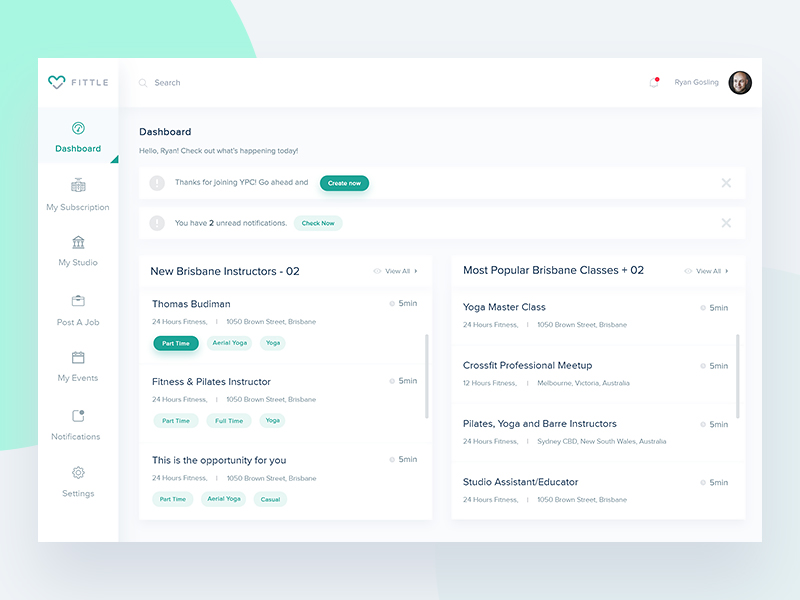 FITTLE
Search
Ryan Gosling
Dashboard
My Subscription
My Studio
Post A Job
My Events
Notifications
Settings
Dashboard
Hello, Ryan! Check out what's happening today!
Thanks for joining YPC! Go ahead and Create now
You have 2 unread notifications. Check Now
New Brisbane Instructors - 02 View All
Thomas Budiman 5min
24 Hours Fitness, | 1050 Brown Street, Brisbane
Part Time Aerial Yoga Yoga
Fitness & Pilates Instructor 5min
24 Hours Fitness, | 1050 Brown Street, Brisbane
Part Time Full Time Yoga
This is the opportunity for you 5min
24 Hours Fitness, | 1050 Brown Street, Brisbane
Part Time Aerial Yoga Casual
Most Popular Brisbane Classes + 02 View All
Yoga Master Class 5min
24 Hours Fitness, | 1050 Brown Street, Brisbane
Crossfit Professional Meetup 5min
12 Hours Fitness, | Melbourne, Victoria, Australia
Pilates, Yoga and Barre Instructors 5min
24 Hours Fitness, | Sydney CBD, New South Wales, Australia
Studio Assistant/Educator 5min
24 Hours Fitness, | 1050 Brown Street, Brisbane